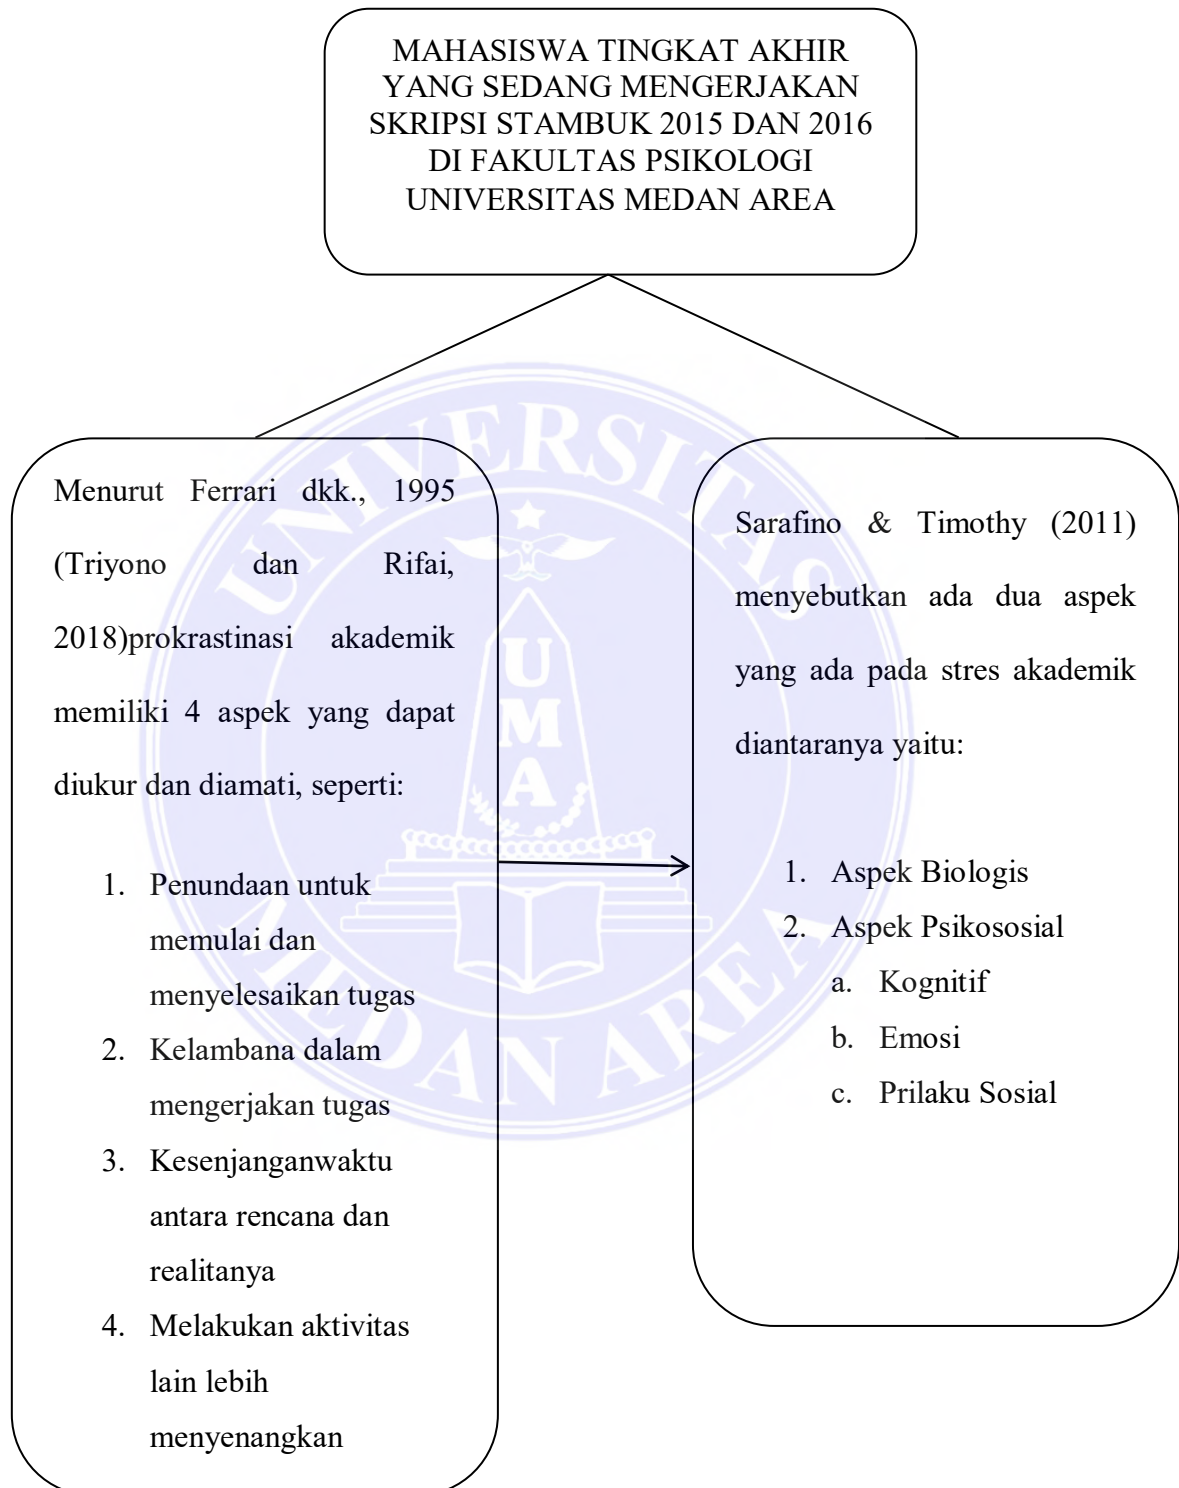 MAHASISWA TINGKAT AKHIR
YANG SEDANG MENGERJAKAN
SKRIPSI STAMBUK 2015 DAN 2016
DI FAKULTAS PSIKOLOGI
UNIVERSITAS MEDAN AREA
Menurut Ferrari dkk., 1995
(Triyono dan Rifai,
2018)prokrastinasi akademik
memiliki 4 aspek yang dapat
diukur dan diamati, seperti:
1. Penundaan untuk
memulai dan
menyelesaikan tugas
2. Kelambana dalam
mengerjakan tugas
3. Kesenjanganwaktu
antara rencana dan
realitanya
4. Melakukan aktivitas
lain lebih
menyenangkan
Sarafino & Timothy (2011)
menyebutkan ada dua aspek
yang ada pada stres akademik
diantaranya yaitu:
1. Aspek Biologis
2. Aspek Psikososial
a. Kognitif
b. Emosi
c. Prilaku Sosial
UNIVERSITAS
UMA
MEDAN AREA